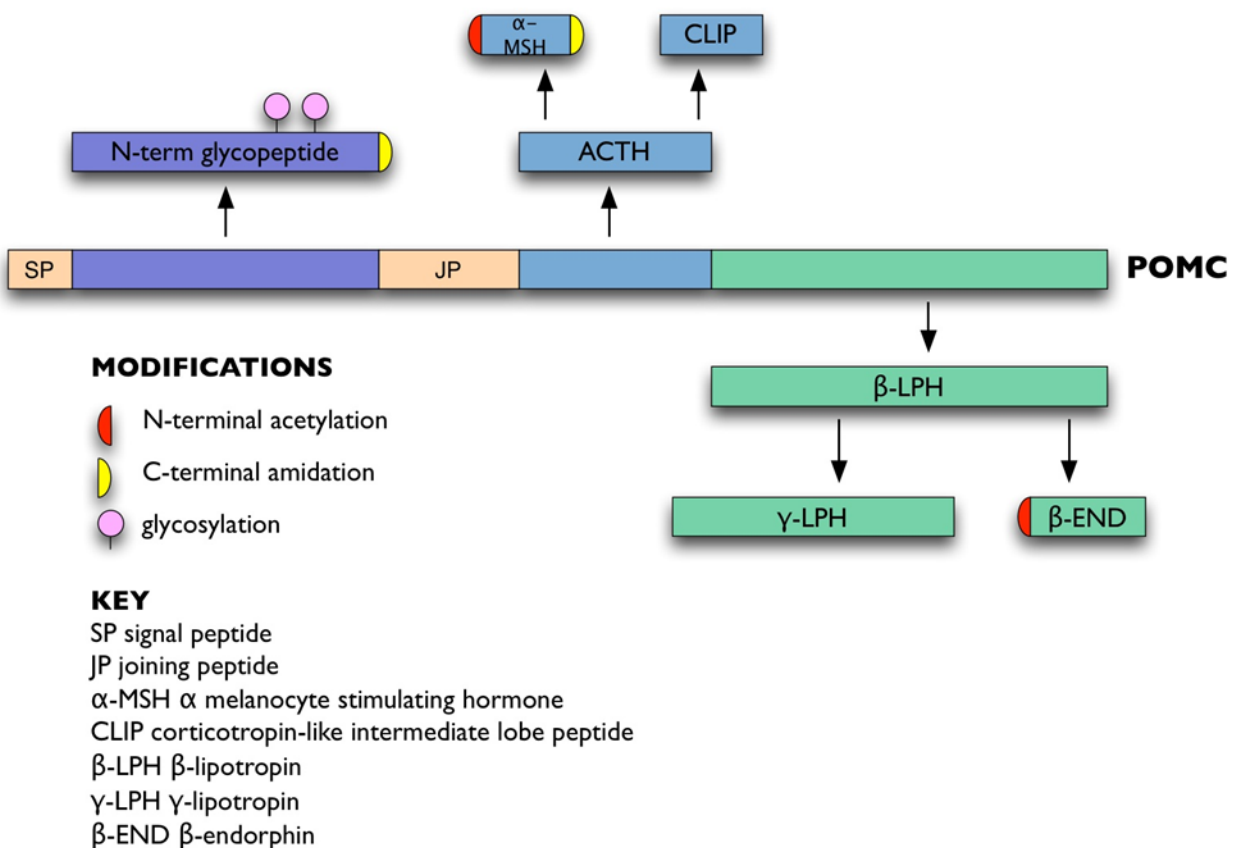 α–
MSH
CLIP
N-term glycopeptide
ACTH
SP
JP
POMC
MODIFICATIONS
N-terminal acetylation
C-terminal amidation
glycosylation
β-LPH
γ-LPH
β-END
KEY
SP signal peptide
JP joining peptide
α-MSH α melanocyte stimulating hormone
CLIP corticotropin-like intermediate lobe peptide
β-LPH β-lipotropin
γ-LPH γ-lipotropin
β-END β-endorphin